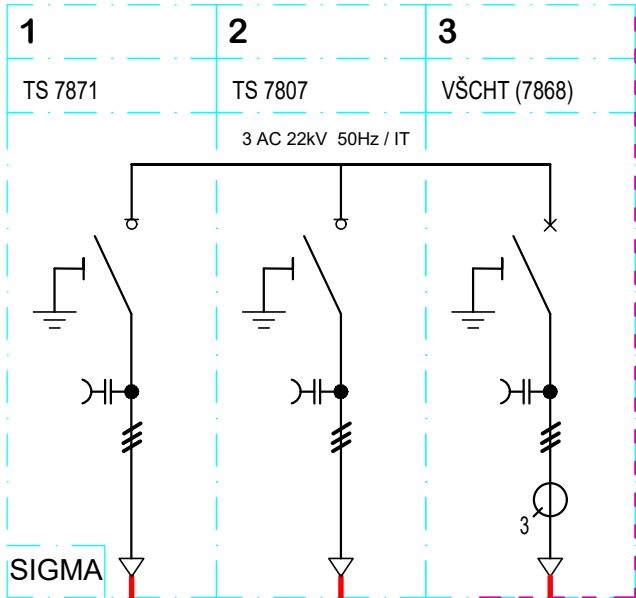 1 2 3
TS 7871 TS 7807 VŠCHT (7868)
3 AC 22kV 50Hz / IT
3
SIGMA